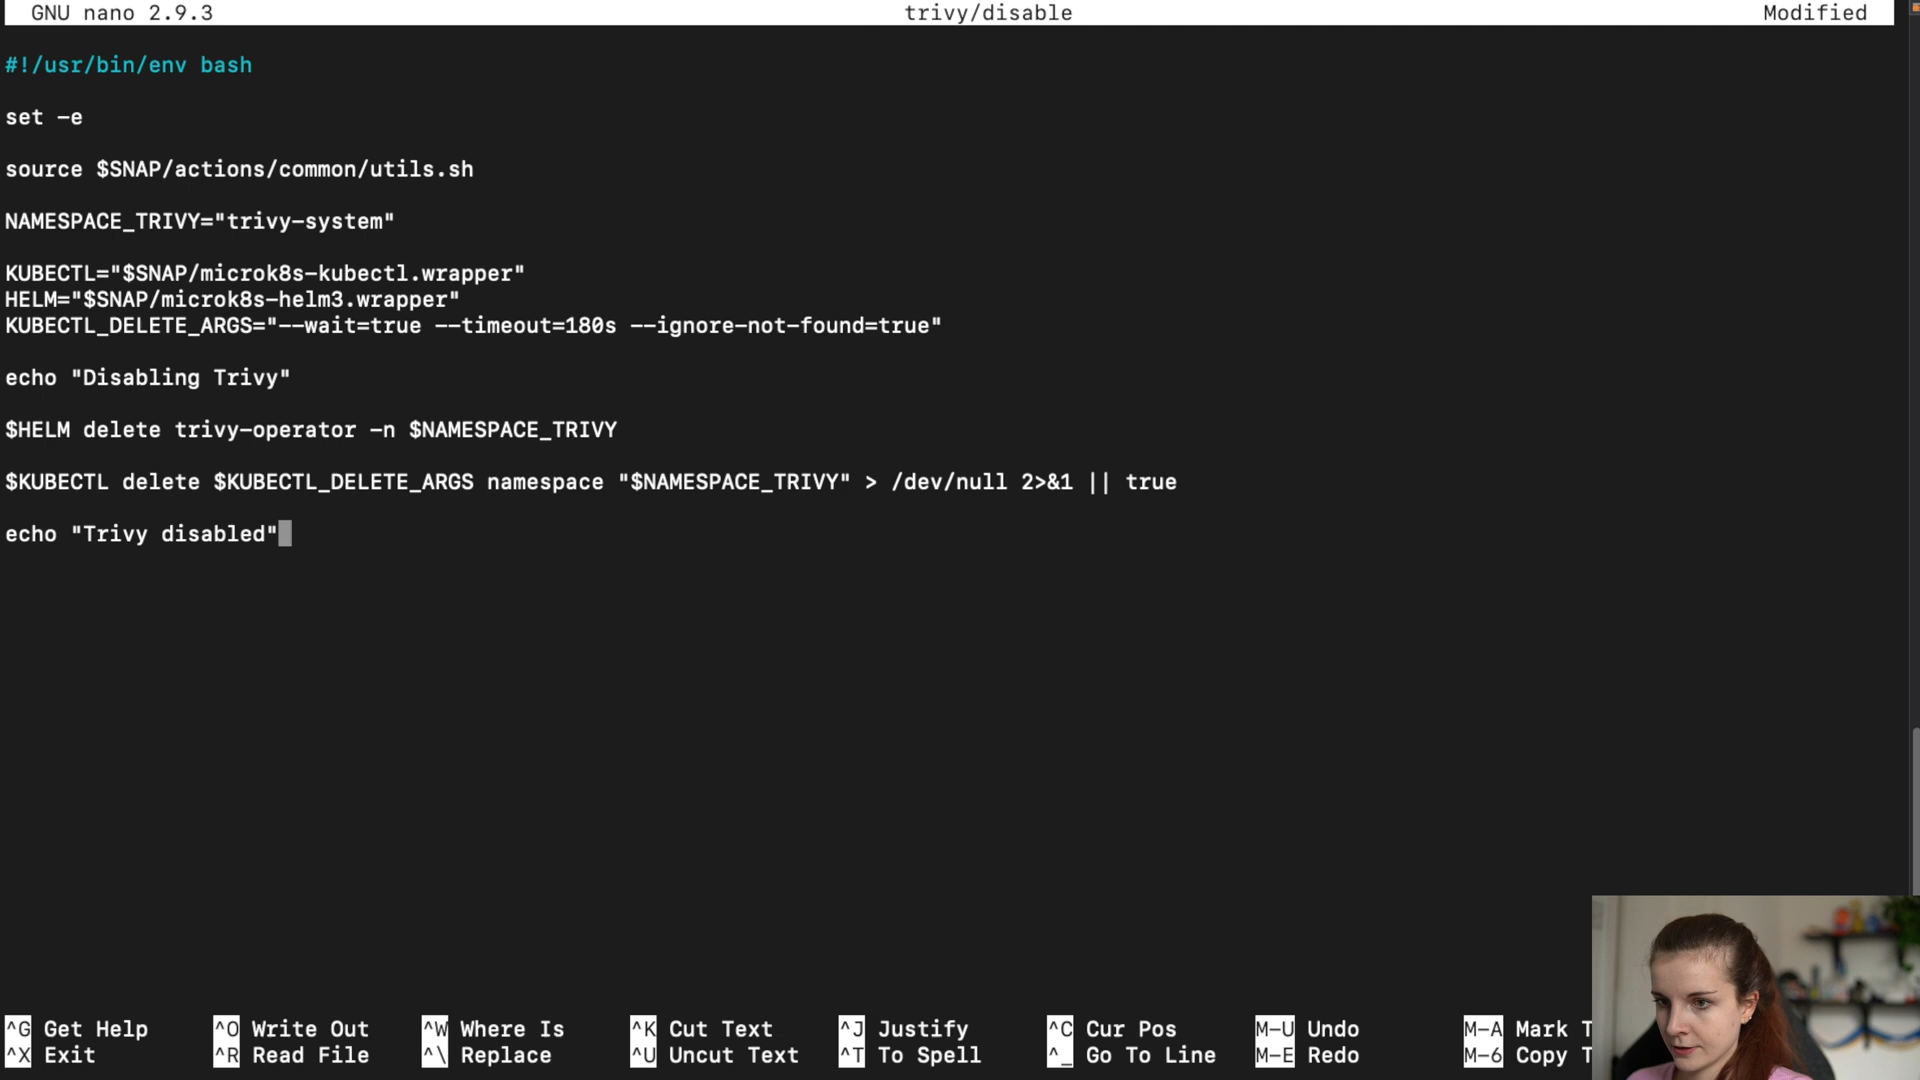 GNU nano 2.9.3 trivy/disable Modified
#!/usr/bin/env bash
set -e
source $SNAP/actions/common/utils.sh
NAMESPACE_TRIVY="trivy-system"
KUBECTL="$SNAP/microk8s-kubectl.wrapper"
HELM="$SNAP/microk8s-helm3.wrapper"
KUBECTL_DELETE_ARGS="--wait=true --timeout=180s --ignore-not-found=true"
echo "Disabling Trivy"
$HELM delete trivy-operator -n $NAMESPACE_TRIVY
$KUBECTL delete $KUBECTL_DELETE_ARGS namespace "$NAMESPACE_TRIVY" > /dev/null 2>&1 || true
echo "Trivy disabled"
^G Get Help ^O Write Out ^W Where Is ^K Cut Text ^J Justify ^C Cur Pos M-U Undo M-A Mark T
^X Exit ^R Read File ^\ Replace ^U Uncut Text ^T To Spell ^_ Go To Line M-E Redo M-6 Copy T